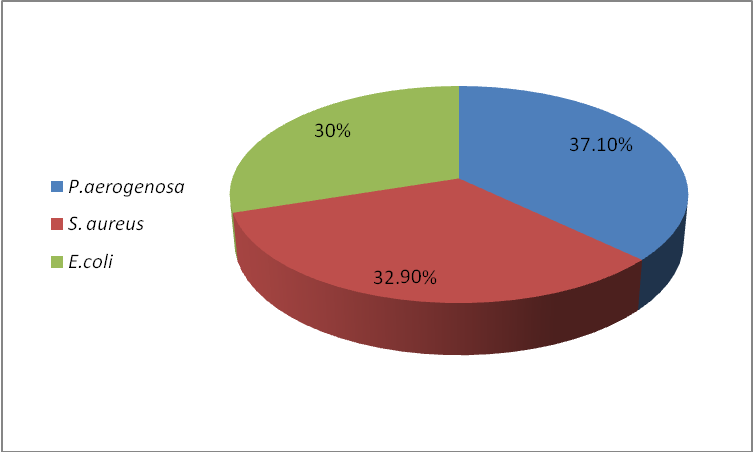 30%
37.10%
P.aerogenosa
S. aureus
E.coli
32.90%